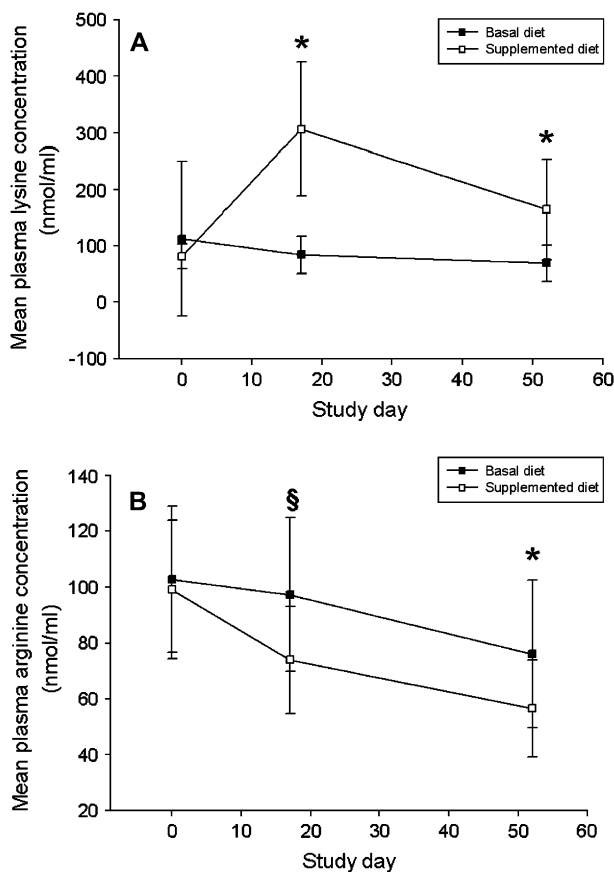 A
Basal diet
Supplemented diet
*
*
500
400
300
200
100
0
-100
Mean plasma lysine concentration
(nmol/ml)
0 10 20 30 40 50 60
Study day
B
Basal diet
Supplemented diet
§
*
140
120
100
80
60
40
20
Mean plasma arginine concentration
(nmol/ml)
0 10 20 30 40 50 60
Study day